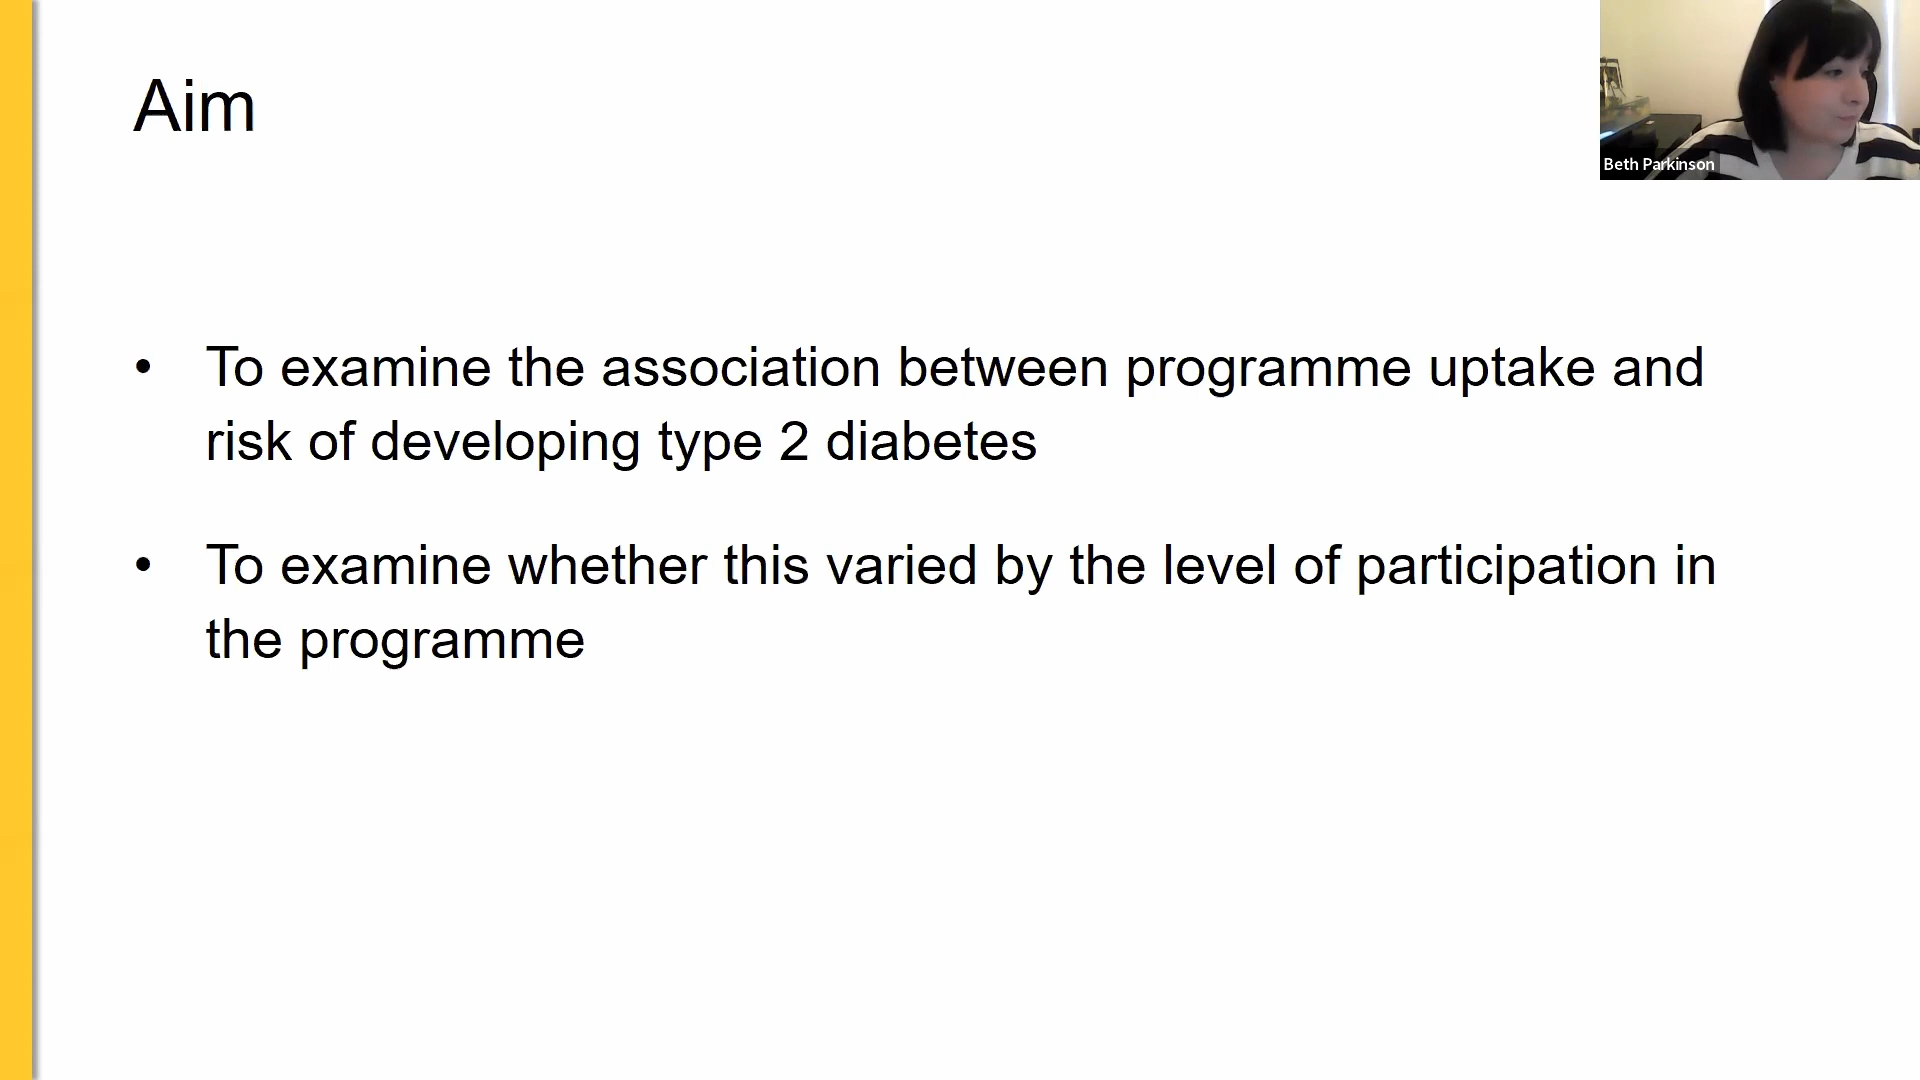 Aim
Beth Parkinson
• To examine the association between programme uptake and
risk of developing type 2 diabetes
• To examine whether this varied by the level of participation in
the programme